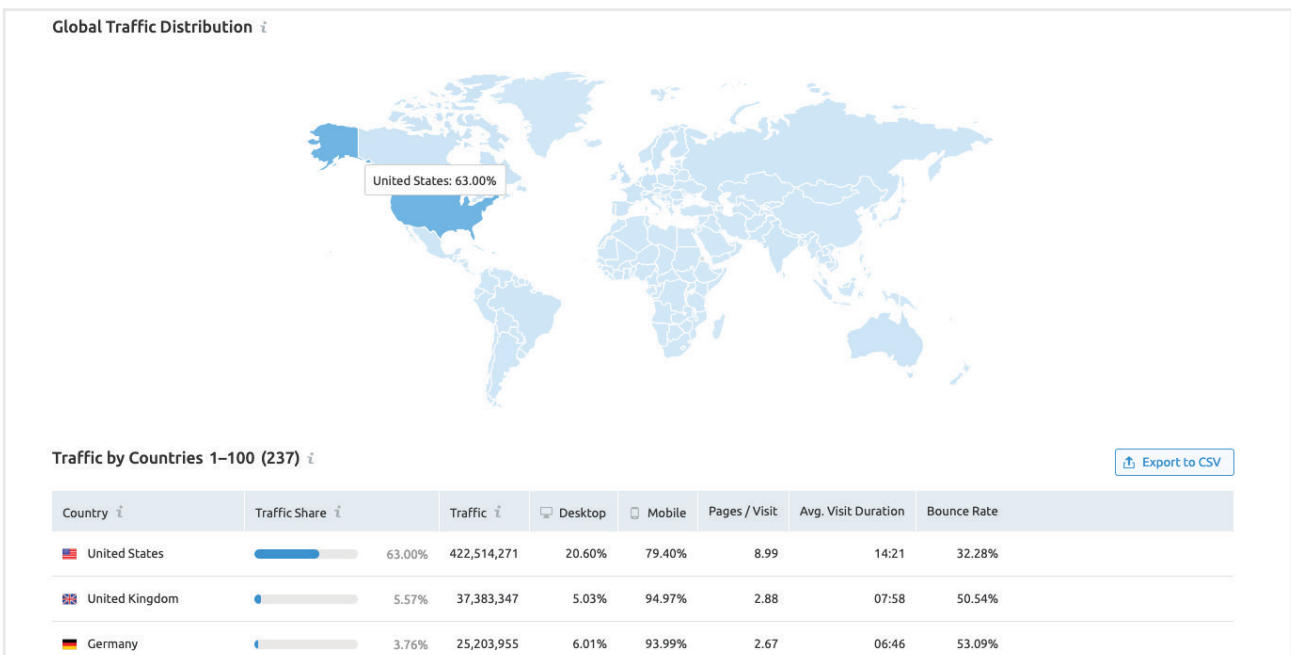 Global Traffic Distribution i
United States: 63.00%
Traffic by Countries 1–100 (237) i
Export to CSV
Country i Traffic Share i Traffic i Desktop Mobile Pages / Visit Avg. Visit Duration Bounce Rate
United States 63.00% 422,514,271 20.60% 79.40% 8.99 14:21 32.28%
United Kingdom 5.57% 37,383,347 5.03% 94.97% 2.88 07:58 50.54%
Germany 3.76% 25,203,955 6.01% 93.99% 2.67 06:46 53.09%